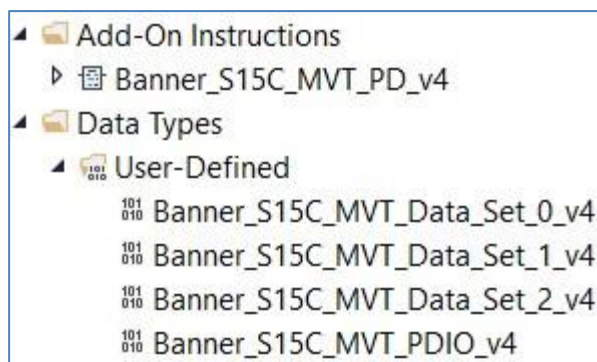 Add-On Instructions
Banner_S15C_MVT_PD_v4
Data Types
User-Defined
Banner_S15C_MVT_Data_Set_0_v4
Banner_S15C_MVT_Data_Set_1_v4
Banner_S15C_MVT_Data_Set_2_v4
Banner_S15C_MVT_PDIO_v4